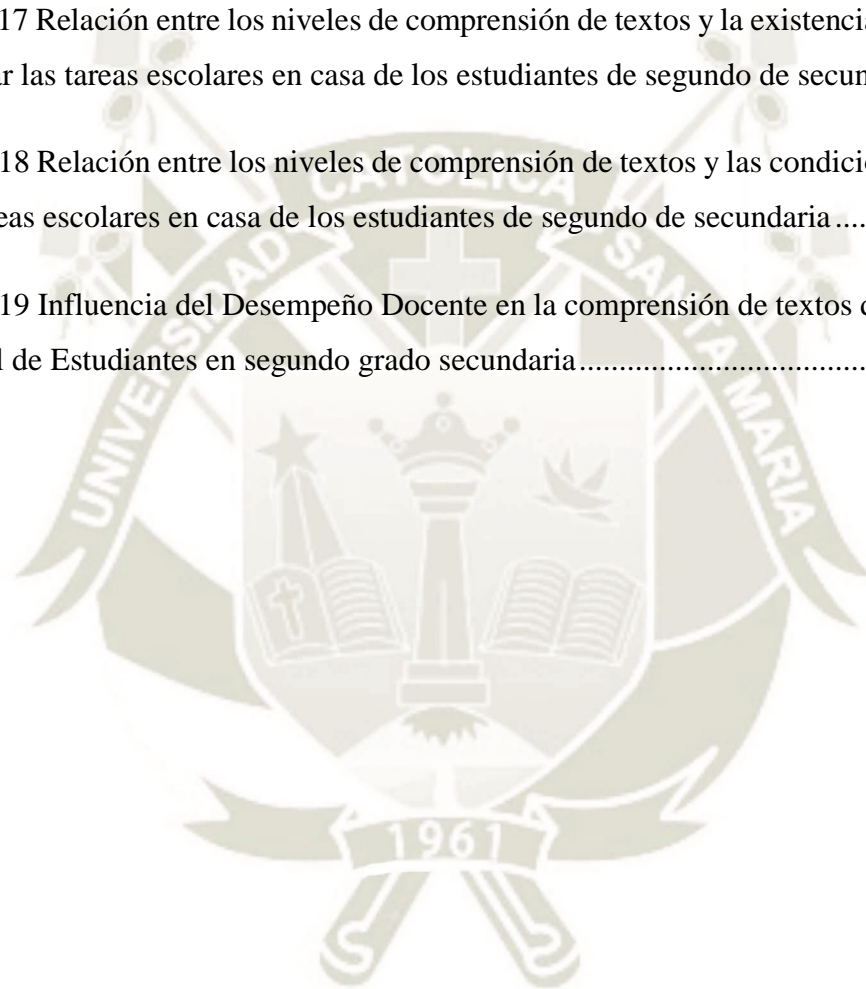 17 Relación entre los niveles de comprensión de textos y la existencia
ar las tareas escolares en casa de los estudiantes de segundo de secun
18 Relación entre los niveles de comprensión de textos y las condici
eas escolares en casa de los estudiantes de segundo de secundaria ....
19 Influencia del Desempeño Docente en la comprensión de textos
l de Estudiantes en segundo grado secundaria....................................
UNIVERSIDAD CATOLICA SANTA MARIA
1961